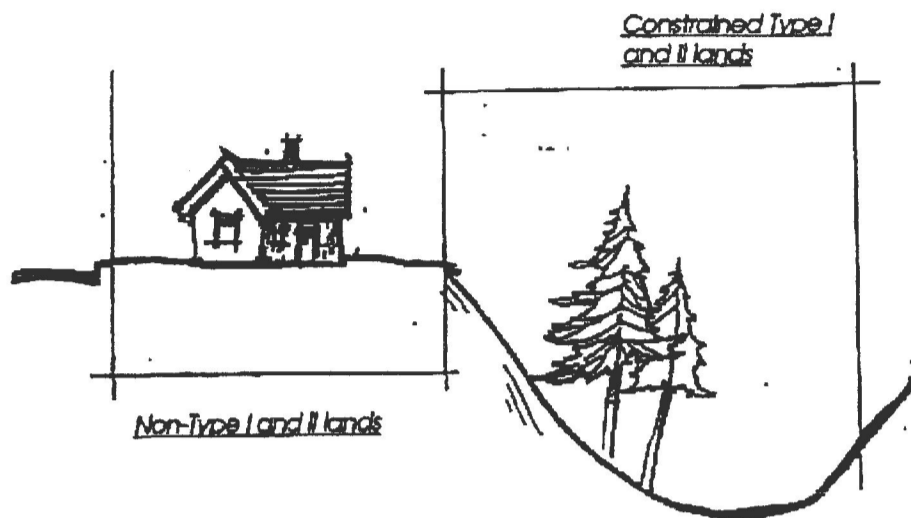 Constrained Type I
and II lands
Non-Type I and II lands